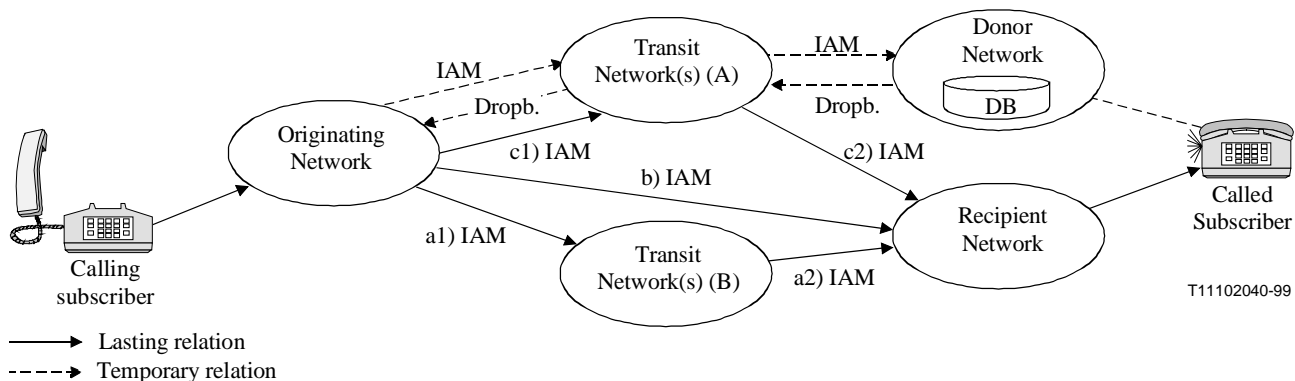 IAM
Transit
Network(s) (A)
IAM
Donor
Network
DB
Dropb.
Dropb.
Originating
Network
c1) IAM
c2) IAM
b) IAM
a1) IAM
Transit
Network(s) (B)
a2) IAM
Recipient
Network
Called
Subscriber
Calling
subscriber
T11102040-99
Lasting relation
Temporary relation